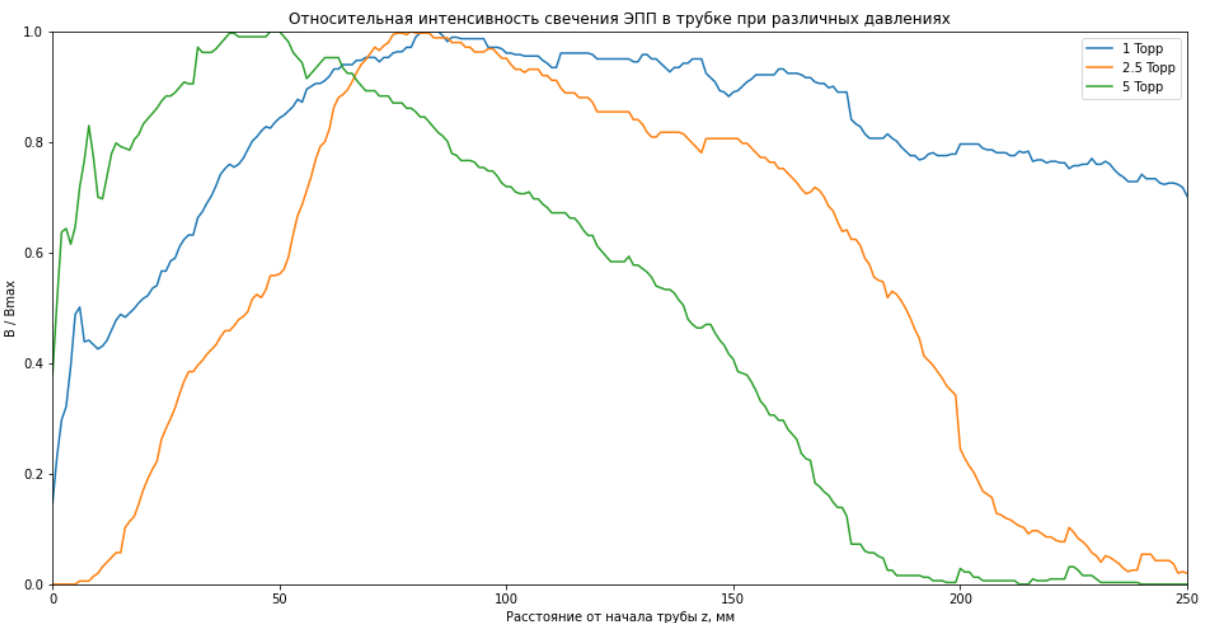 Относительная интенсивность свечения ЭПП в трубке при различных давлениях
1 Торр
2.5 Торр
5 Торр
B / Bmax
1.0
0.8
0.6
0.4
0.2
0.0
0 50 100 150 200 250
Расстояние от начала трубы z, мм